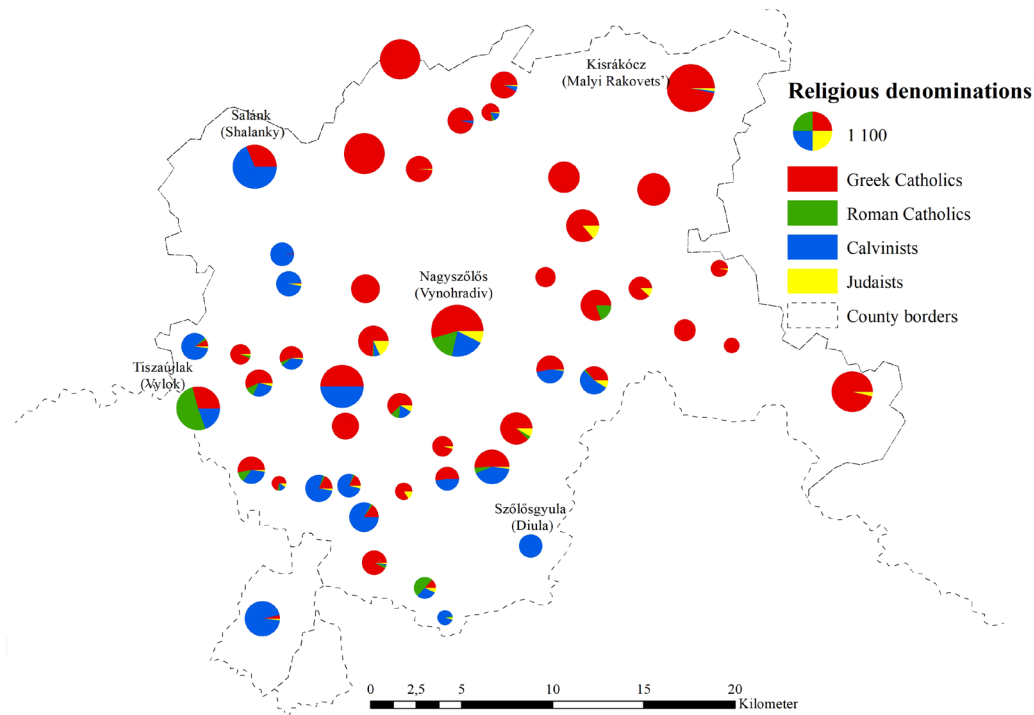 Kisrákócz
(Malyi Rakovets’)
Salánk
(Shalanky)
Nagyszőlős
(Vynohradiv)
Tiszaújlak
(Vylok)
Szőlősgyula
(Diula)
Religious denominations
1 100
Greek Catholics
Roman Catholics
Calvinists
Judaists
County borders
0 2,5 5 10 15 20
Kilometer